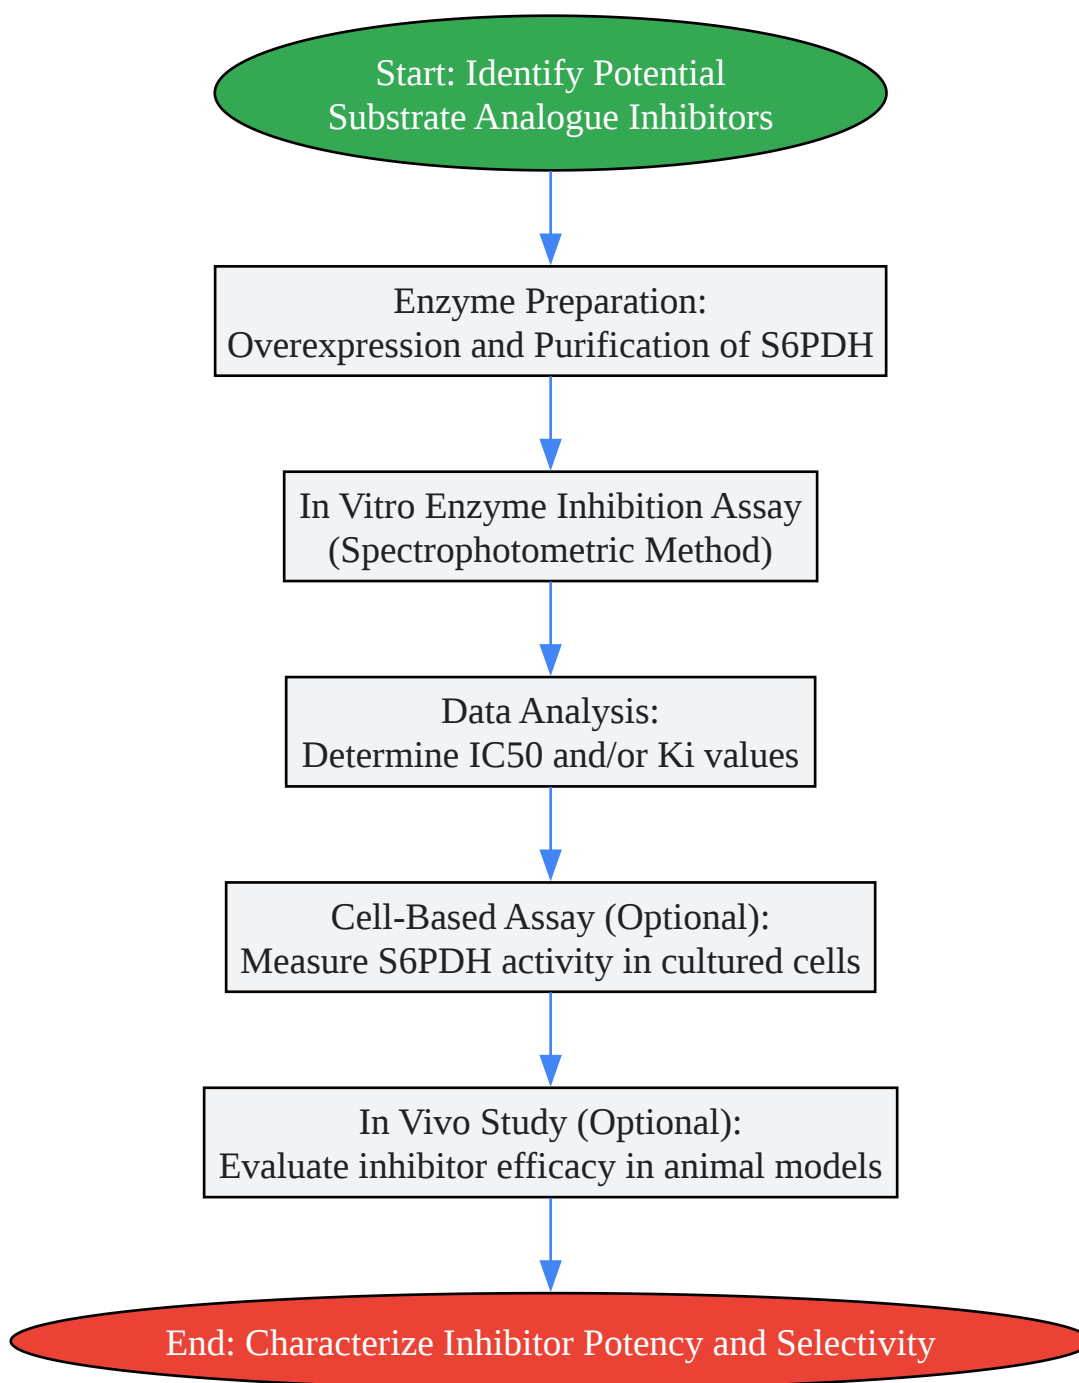 Start: Identify Potential
Substrate Analogue Inhibitors
Enzyme Preparation:
Overexpression and Purification of S6PDH
In Vitro Enzyme Inhibition Assay
(Spectrophotometric Method)
Data Analysis:
Determine IC50 and/or Ki values
Cell-Based Assay (Optional):
Measure S6PDH activity in cultured cells
In Vivo Study (Optional):
Evaluate inhibitor efficacy in animal models
End: Characterize Inhibitor Potency and Selectivity